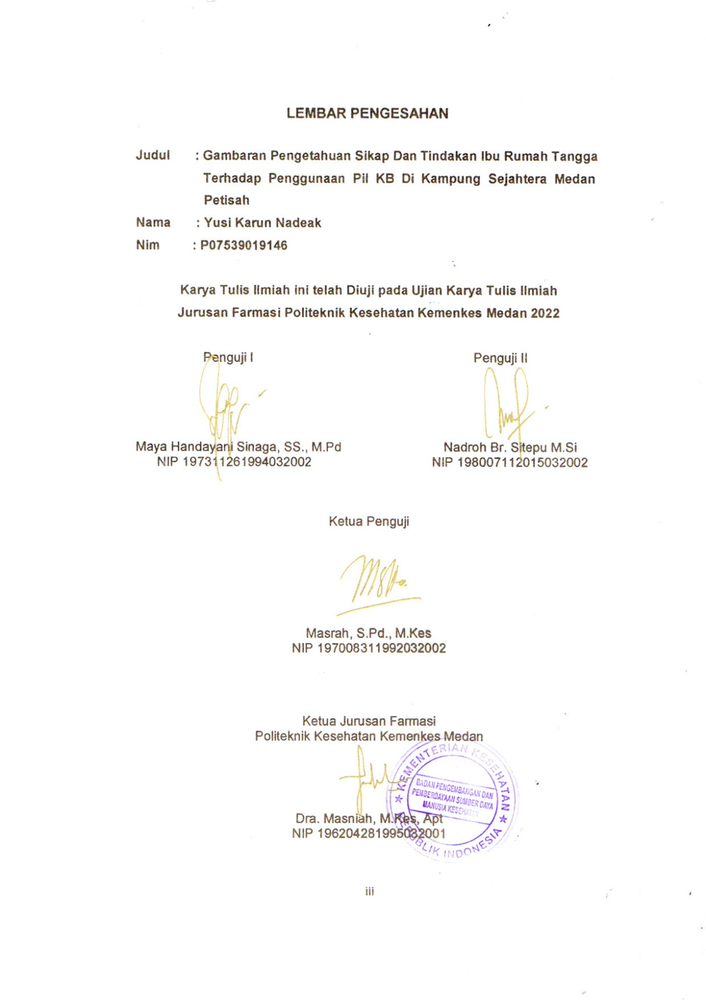 LEMBAR PENGESAHAN
Judul : Gambaran Pengetahuan Sikap Dan Tindakan Ibu Rumah Tangga
Terhadap Penggunaan Pil KB Di Kampung Sejahtera Medan
Petisah
Nama : Yusi Karun Nadeak
Nim : P07539019146
Karya Tulis Ilmiah ini telah Diuji pada Ujian Karya Tulis Ilmiah
Jurusan Farmasi Politeknik Kesehatan Kemenkes Medan 2022
Penguji I
Penguji II
Maya Handayani Sinaga, SS., M.Pd
NIP 197311261994032002
Nadroh Br. Sitepu M.Si
NIP 198007112015032002
Ketua Penguji
Masrah, S.Pd., M.Kes
NIP 197008311992032002
Ketua Jurusan Farmasi
Politeknik Kesehatan Kemenkes Medan
KEMENTERIAN KESEHATAN
BADAN PENGEMBANGAN DAN
PEMBERDAYAAN SUMBER DAYA
MANUSIA KESEHATAN
REPUBLIK INDONESIA
Dra. Masniah, M.Kes, Apt
NIP 196204281995032001
iii